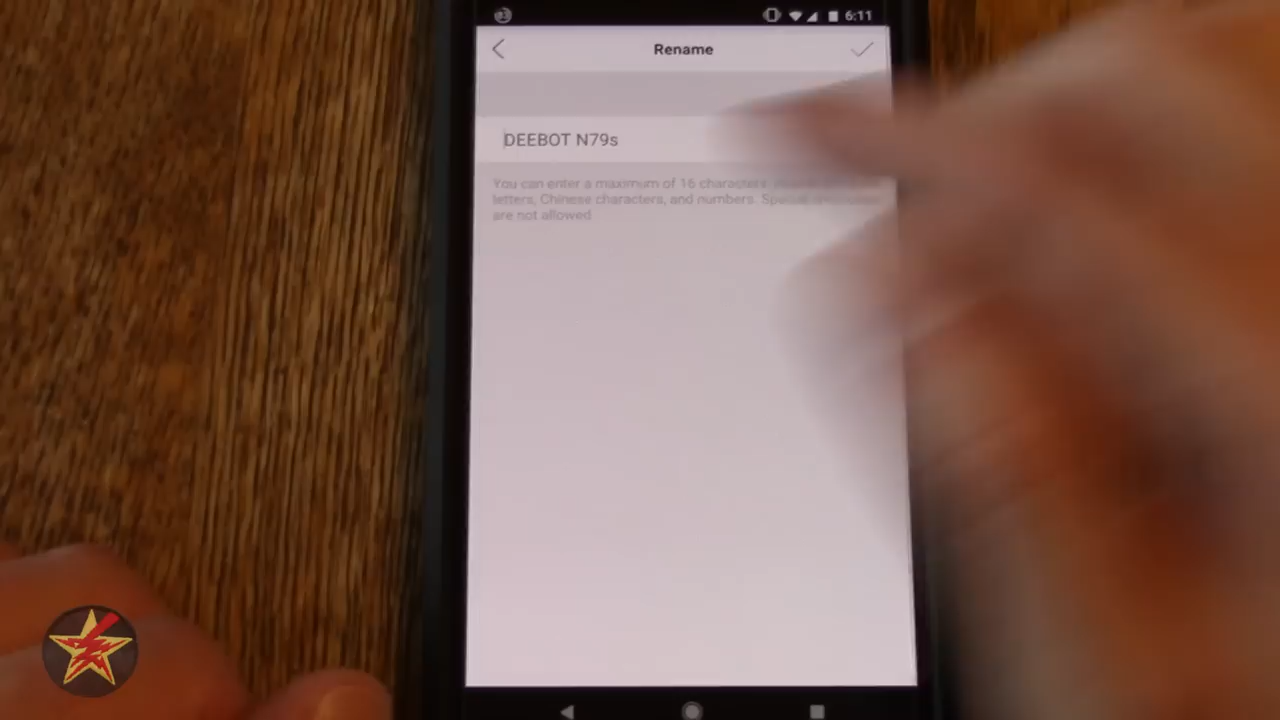 6:11
Rename
DEEBOT N79s
You can enter a maximum of 16 characters,
letters, Chinese characters, and numbers. Special
are not allowed